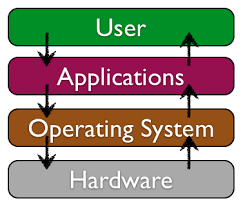 User
Applications
Operating System
Hardware